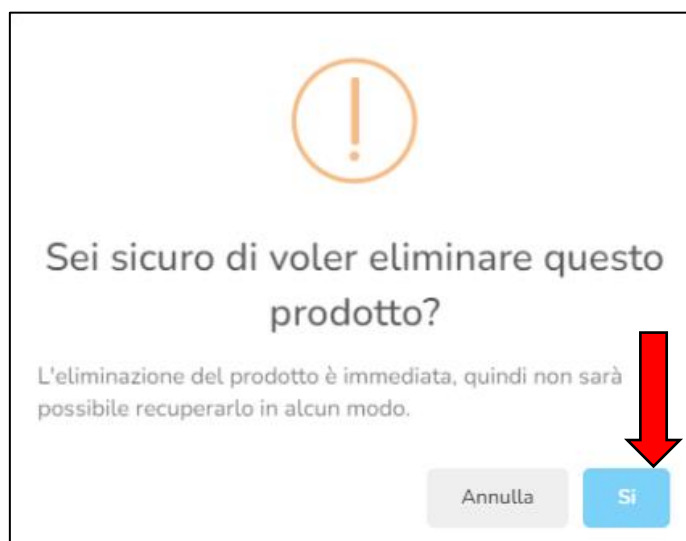 Sei sicuro di voler eliminare questo
prodotto?
L'eliminazione del prodotto è immediata, quindi non sarà
possibile recuperarlo in alcun modo.
Annulla
Si